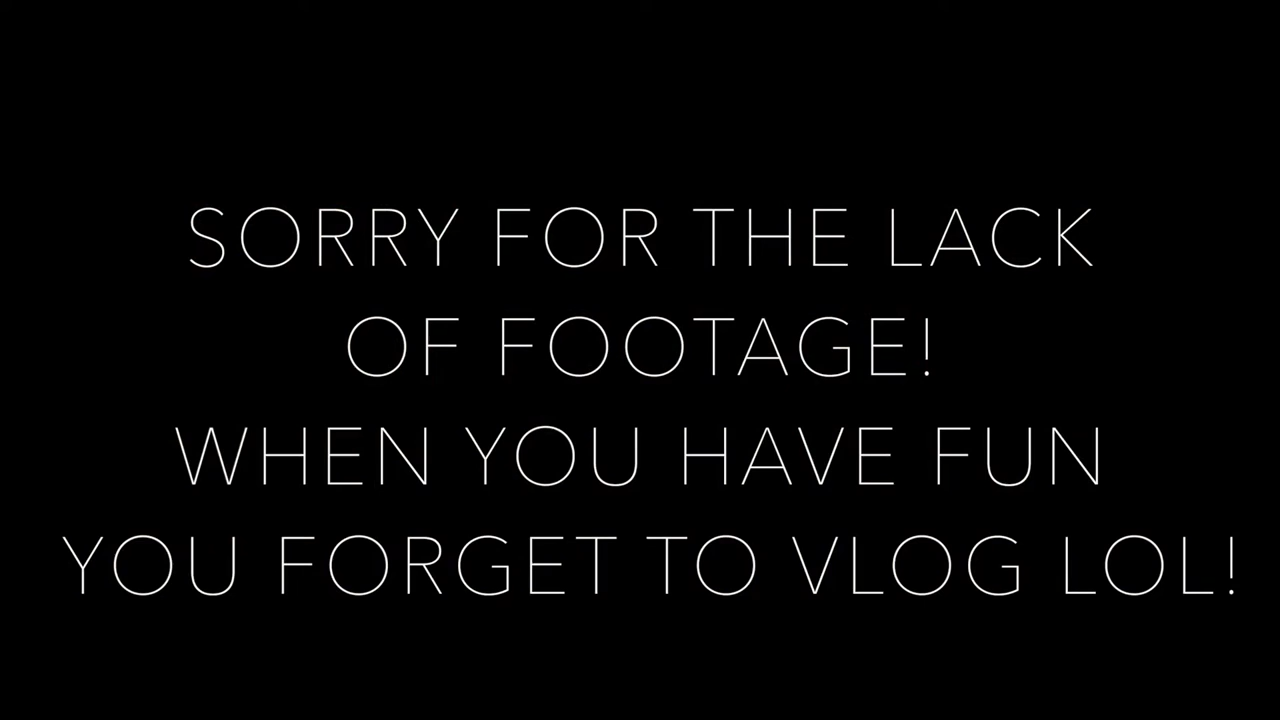 SORRY FOR THE LACK
OF FOOTAGE!
WHEN YOU HAVE FUN
YOU FORGET TO VLOG LOL!